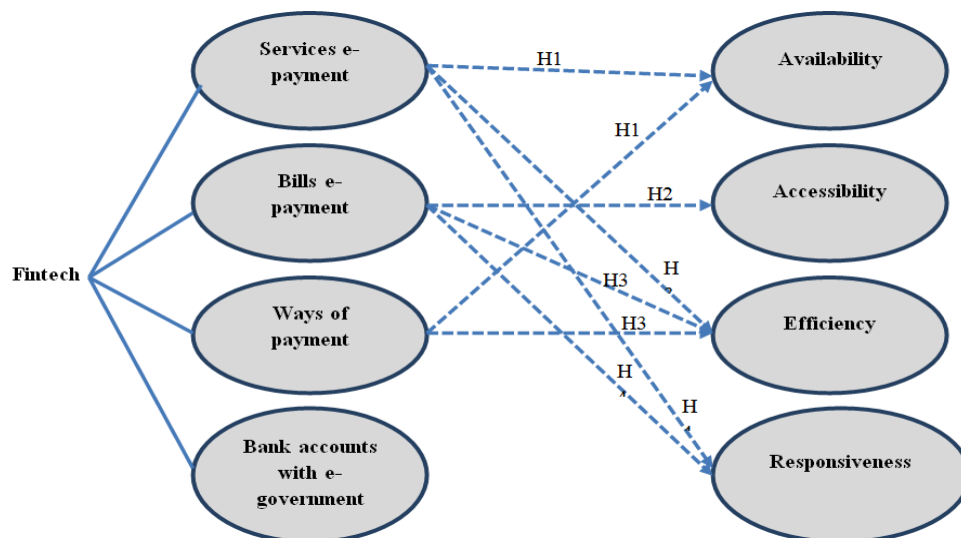 Services e-
payment
Availability
H1
H1
Bills e-
payment
Accessibility
H2
Fintech
H
H3
Ways of
payment
H3
Efficiency
H
H
Bank accounts
with e-
government
Responsiveness